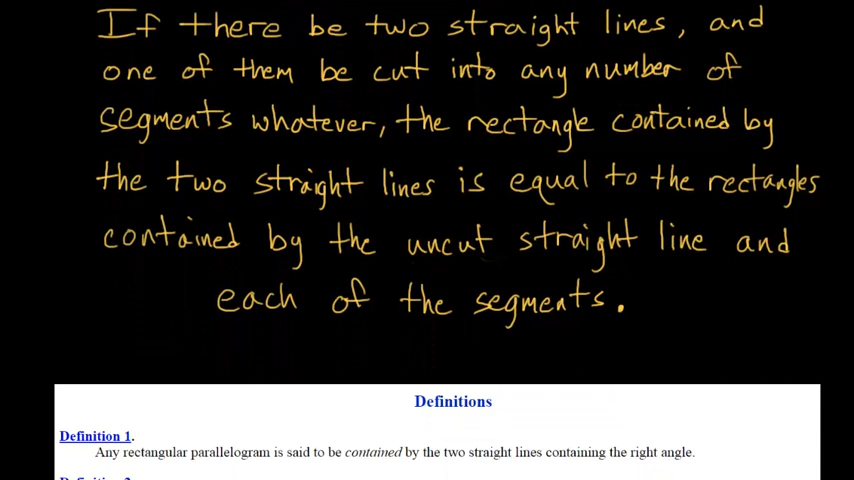 If there be two straight lines, and
one of them be cut into any number of
segments whatever, the rectangle contained by
the two straight lines is equal to the rectangles
contained by the uncut straight line and
each of the segments.
Definitions
Definition 1.
Any rectangular parallelogram is said to be contained by the two straight lines containing the right angle.